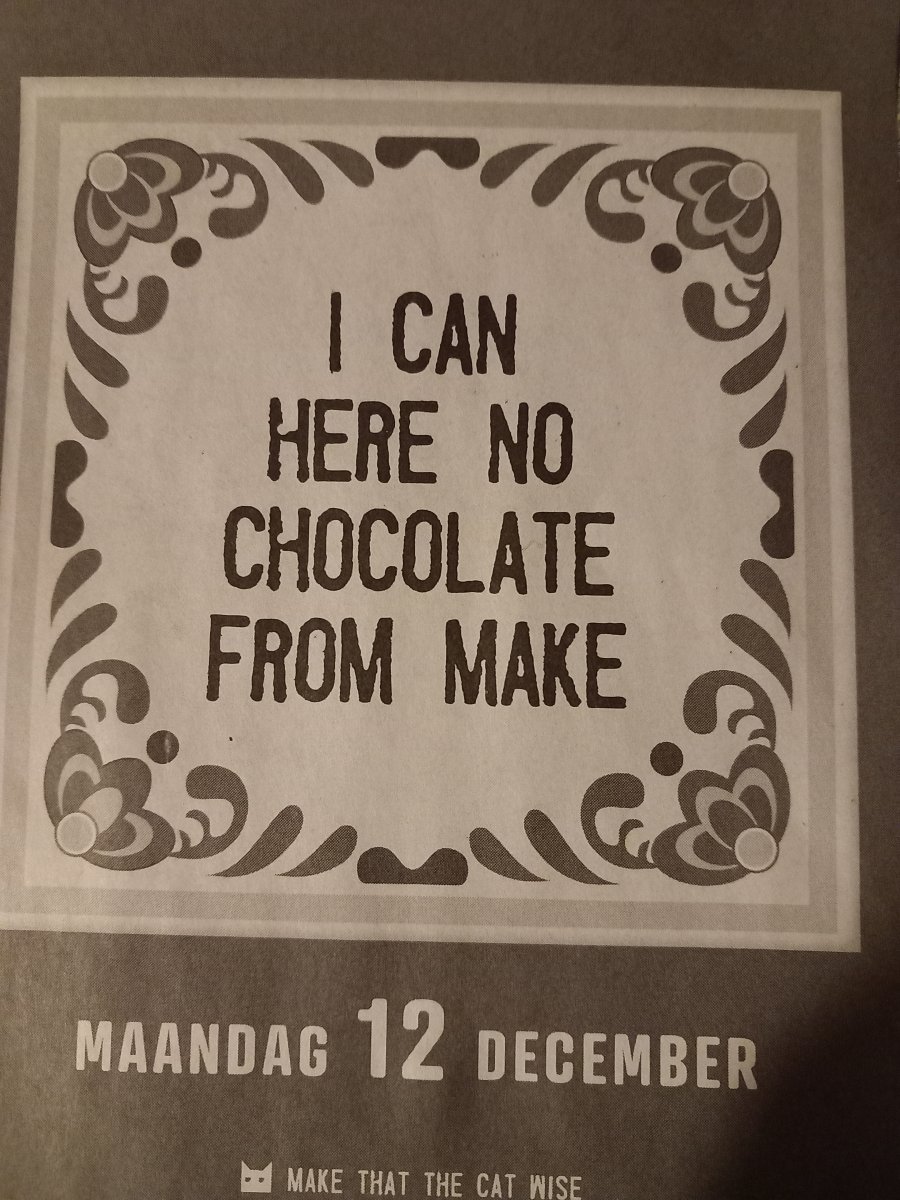 I CAN
HERE NO
CHOCOLATE
FROM MAKE
MAANDAG 12 DECEMBER
MAKE THAT THE CAT WISE